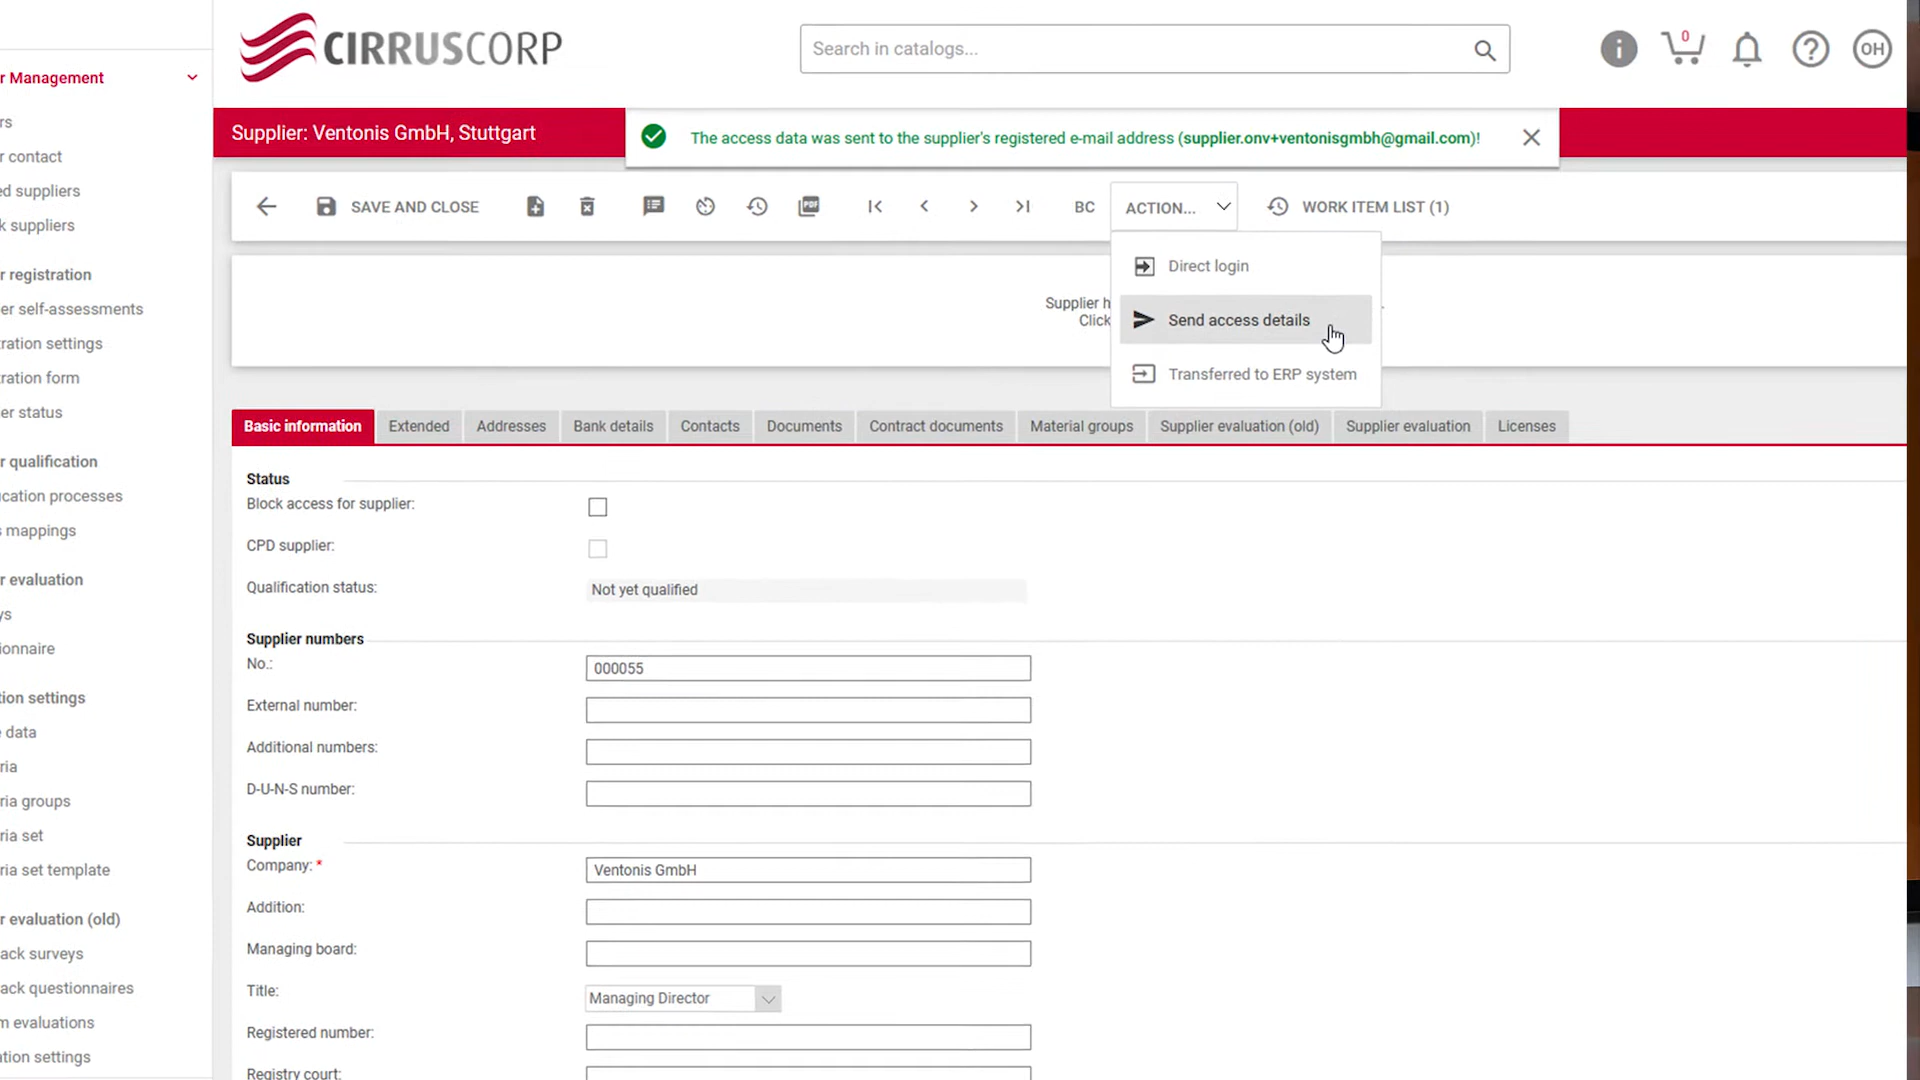 CIRRUSCORP
Search in catalogs...
0
OH
r Management
Supplier: Ventonis GmbH, Stuttgart
The access data was sent to the supplier's registered e-mail address (supplier.onv+ventonisgmbh@gmail.com)!
SAVE AND CLOSE
PDF
BC
ACTION...
WORK ITEM LIST (1)
Direct login
Send access details
Transferred to ERP system
Supplier h
Click
rs
r contact
ed suppliers
k suppliers
r registration
er self-assessments
ration settings
ration form
er status
r qualification
ication processes
s mappings
r evaluation
ys
ionnaire
tion settings
e data
ria
ria groups
ria set
ria set template
r evaluation (old)
ack surveys
ack questionnaires
m evaluations
ation settings
Basic information
Extended
Addresses
Bank details
Contacts
Documents
Contract documents
Material groups
Supplier evaluation (old)
Supplier evaluation
Licenses
Status
Block access for supplier:
CPD supplier:
Qualification status: Not yet qualified
Supplier numbers
No.: 000055
External number:
Additional numbers:
D-U-N-S number:
Supplier
Company: * Ventonis GmbH
Addition:
Managing board:
Title: Managing Director
Registered number:
Registry court: